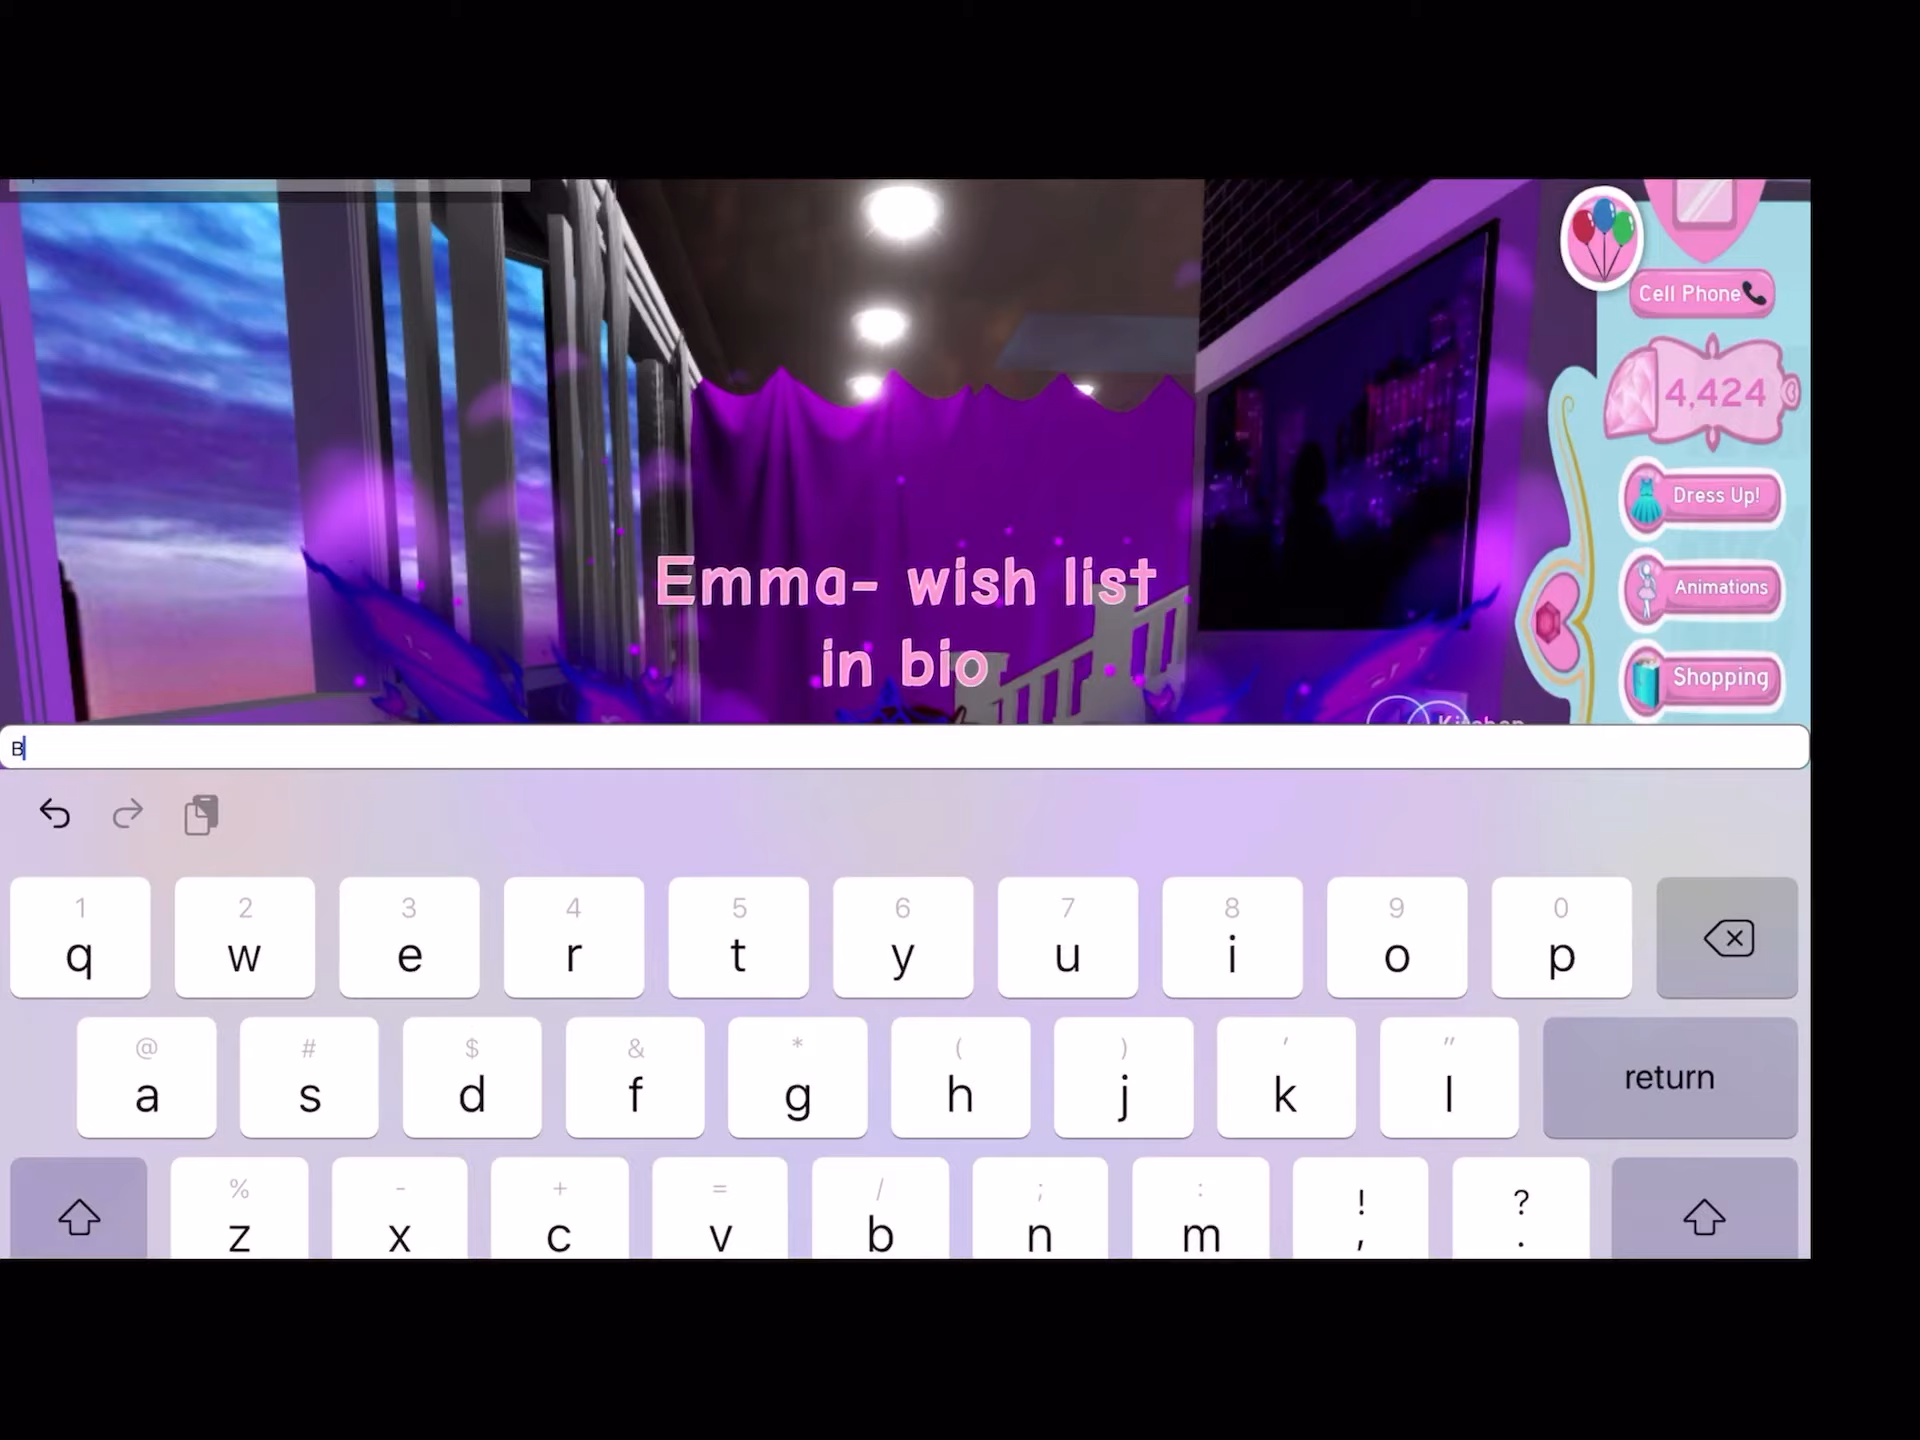 Cell Phone
4,424
Dress Up!
Animations
Shopping
Emma- wish list
in bio
Kitchen
B
1 2 3 4 5 6 7 8 9 0
q w e r t y u i o p
@ # $ & * ( ) ' "
a s d f g h j k l return
% - + = / ; : ! ?
z x c v b n m , .